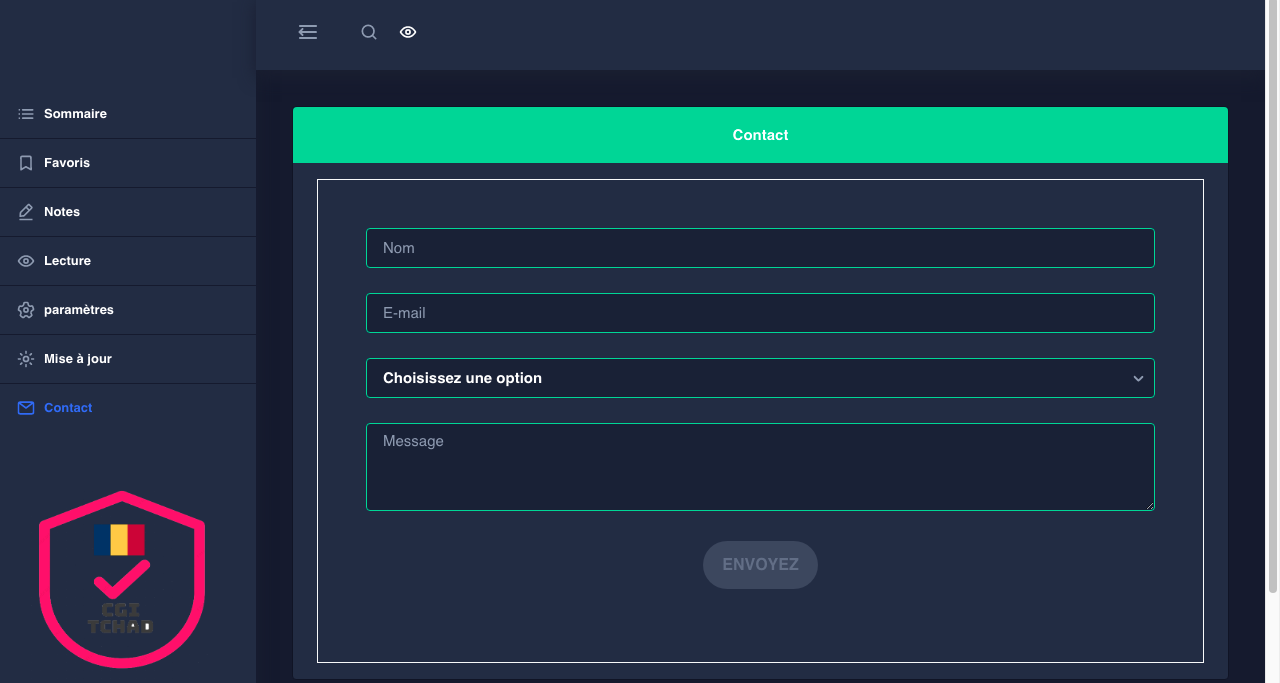 Sommaire
Favoris
Notes
Lecture
paramètres
Mise à jour
Contact
CGI
TCHAD
Contact
Nom
E-mail
Choisissez une option
Message
ENVOYEZ